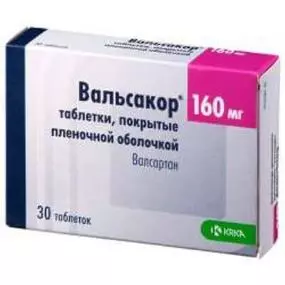 Вальсакор® 160 мг
таблетки, покрытые
пленочной оболочкой
Валсартан
30 таблеток
KRKA